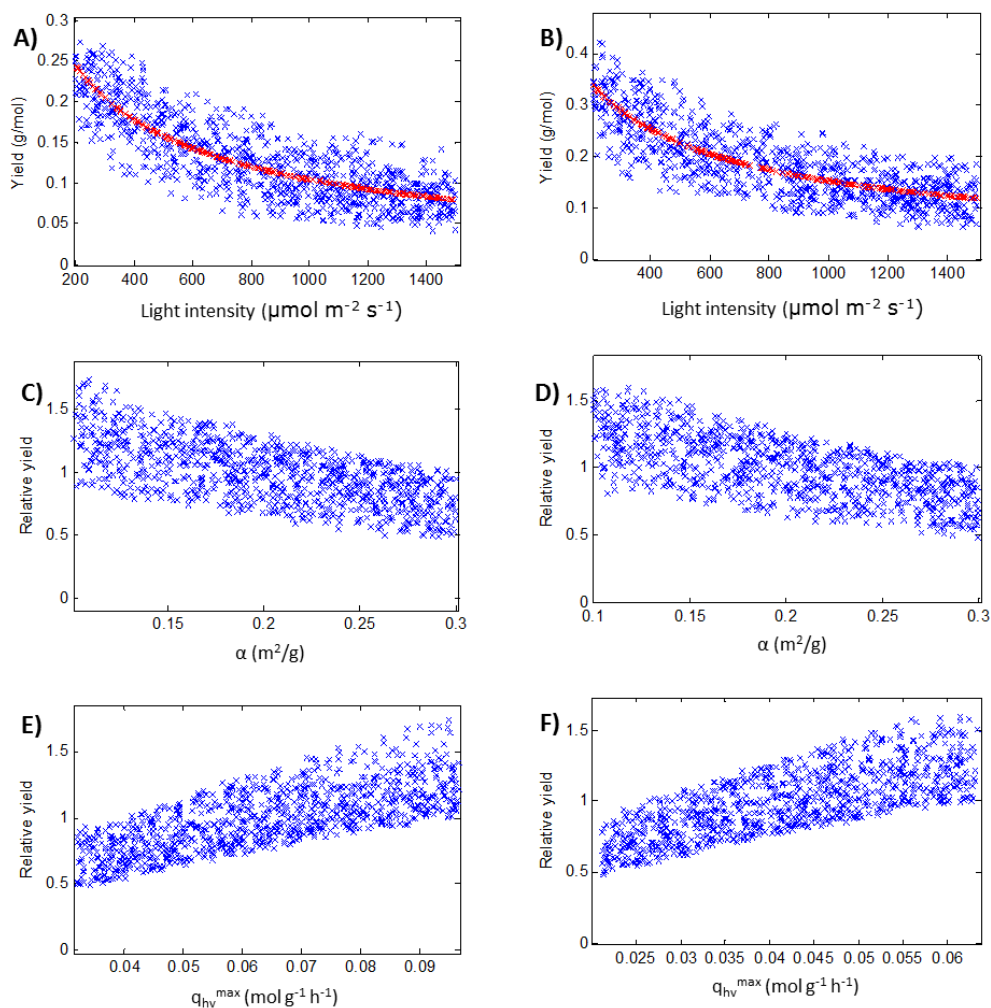 A)
0.3
0.25
0.2
0.15
0.1
0.05
0
Yield (g/mol)
200 400 600 800 1000 1200 1400
Light intensity (µmol m⁻² s⁻¹)
B)
0.4
0.3
0.2
0.1
0
Yield (g/mol)
400 600 800 1000 1200 1400
Light intensity (µmol m⁻² s⁻¹)
C)
1.5
1
0.5
0
Relative yield
0.15 0.2 0.25 0.3
α (m²/g)
D)
1.5
1
0.5
0
Relative yield
0.1 0.15 0.2 0.25 0.3
α (m²/g)
E)
1.5
1
0.5
0
Relative yield
0.04 0.05 0.06 0.07 0.08 0.09
qhvᵐᵃˣ (mol g⁻¹ h⁻¹)
F)
1.5
1
0.5
0
Relative yield
0.025 0.03 0.035 0.04 0.045 0.05 0.055 0.06
qhvᵐᵃˣ (mol g⁻¹ h⁻¹)